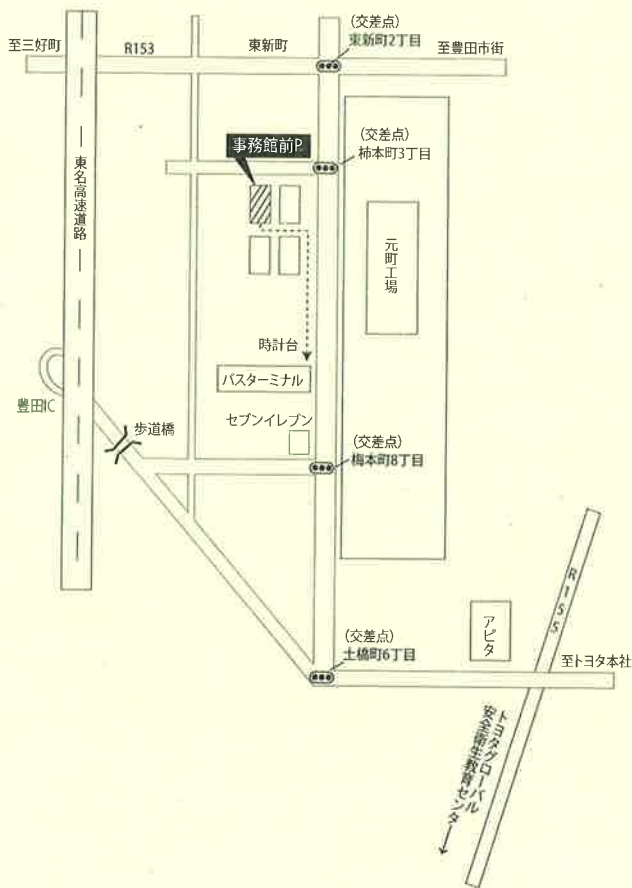 (交差点)
東新町2丁目
至三好町
R153
東新町
至豊田市街
事務館前P
(交差点)
柿本町3丁目
東名高速道路
元町工場
時計台
バスターミナル
豊田IC
歩道橋
セブンイレブン
(交差点)
梅本町8丁目
R155
アピタ
(交差点)
土橋町6丁目
至トヨタ本社
トヨタグローバル
安全衛生教育センター